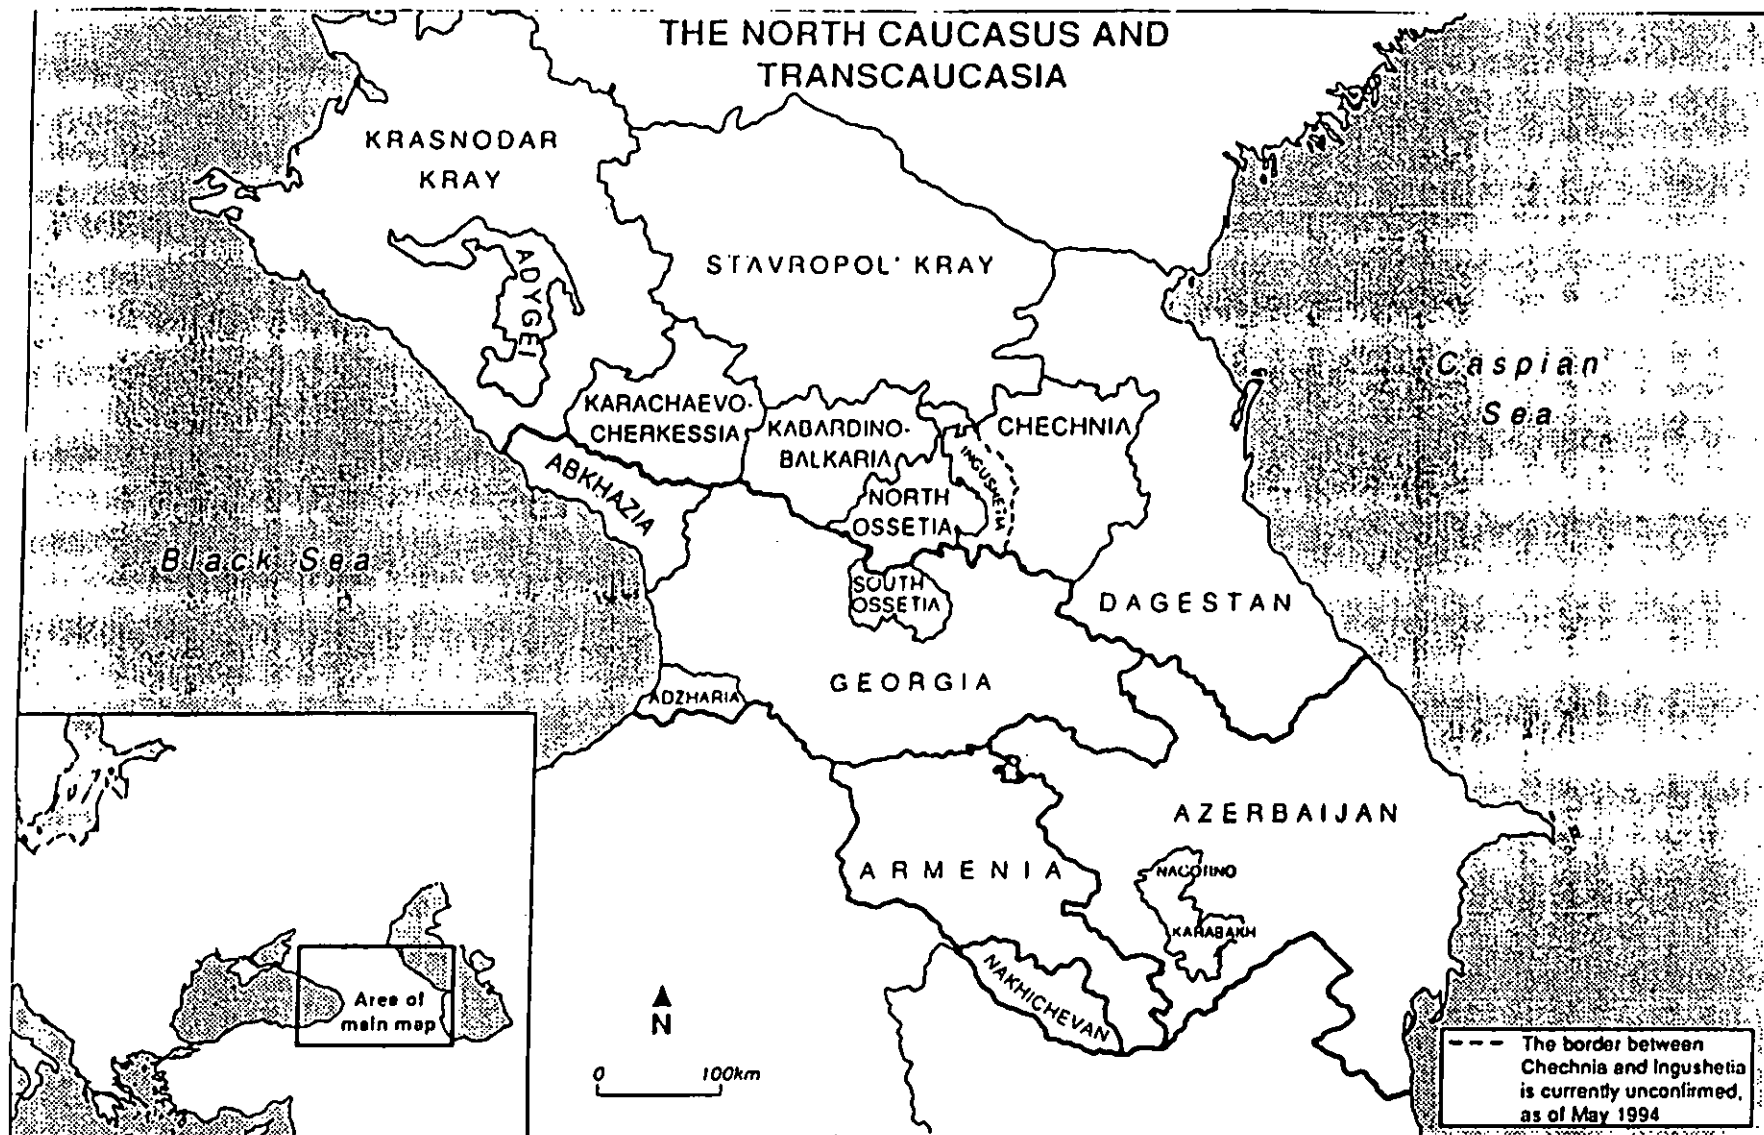 THE NORTH CAUCASUS AND
TRANSCAUCASIA
KRASNODAR
KRAY
ADYGEI
STAVROPOL' KRAY
Caspian
Sea
KARACHAEVO-
CHERKESSIA
KABARDINO-
BALKARIA
CHECHNIA
INGUSHETIA
ABKHAZIA
NORTH
OSSETIA
Black Sea
SOUTH
OSSETIA
DAGESTAN
GEORGIA
ADZHARIA
AZERBAIJAN
ARMENIA
NAGORNO
KARABAKH
NAKHICHEVAN
Area of
main map
N
0 100km
The border between
Chechnia and Ingushetia
is currently unconfirmed,
as of May 1994